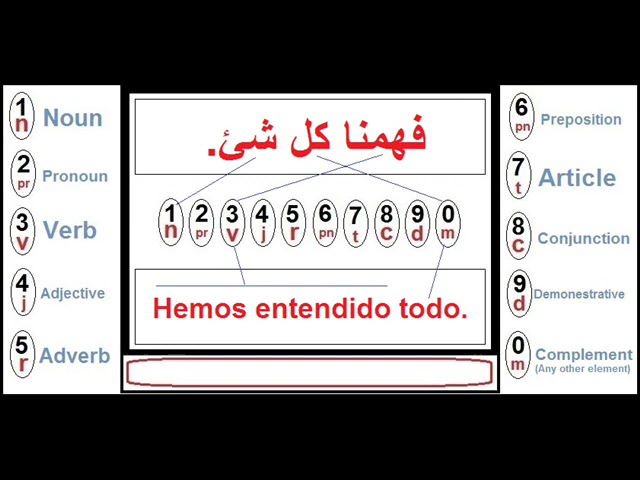 1 n Noun
2 pr Pronoun
3 v Verb
4 j Adjective
5 r Adverb
فهمنا كل شئ.
1 n 2 pr 3 v 4 j 5 r 6 pn 7 t 8 c 9 d 0 m
Hemos entendido todo.
6 pn Preposition
7 t Article
8 c Conjunction
9 d Demonestrative
0 m Complement
(Any other element)